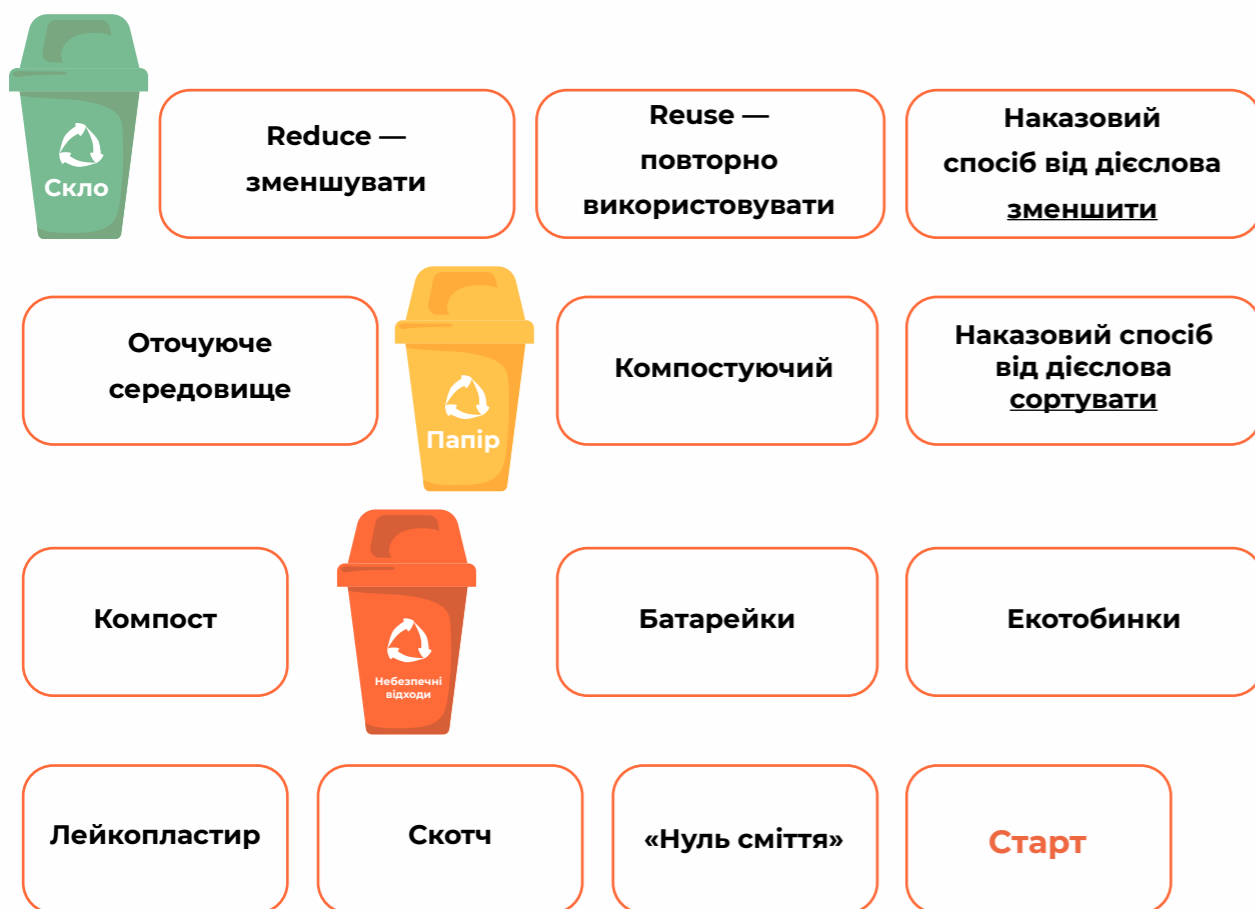 Скло
Reduce —
зменшувати
Reuse —
повторно
використовувати
Наказовий
спосіб від дієслова
зменшити
Оточуюче
середовище
Папір
Компостуючий
Наказовий спосіб
від дієслова
сортувати
Компост
Небезпечні
відходи
Батарейки
Екотобинки
Лейкопластир
Скотч
«Нуль сміття»
Старт